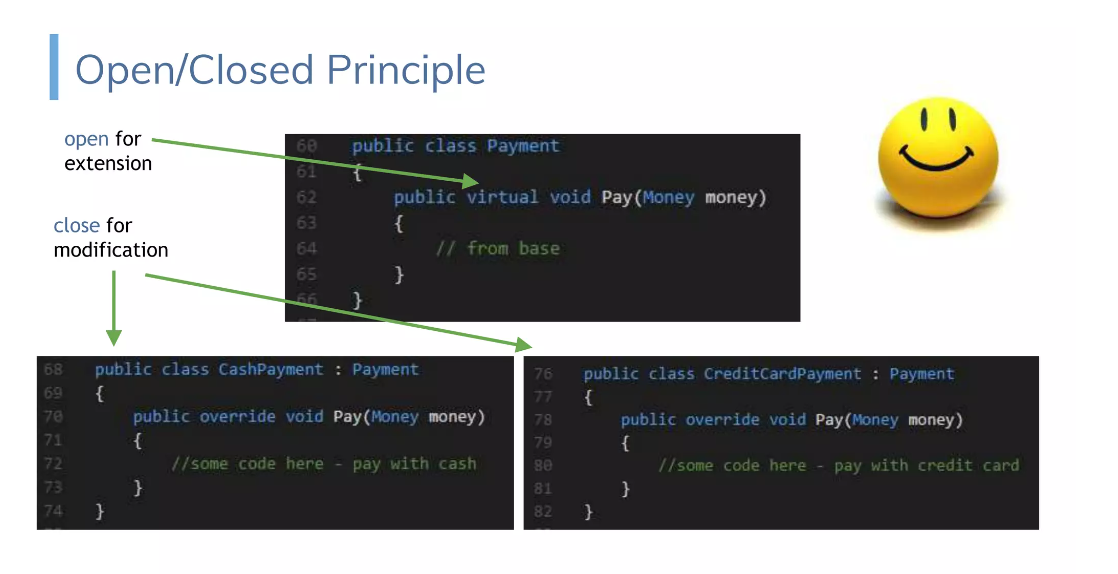 Open/Closed Principle
open for
extension
close for
modification
60 public class Payment
61 {
62 public virtual void Pay(Money money)
63 {
64 // from base
65 }
66 }
68 public class CashPayment : Payment
69 {
70 public override void Pay(Money money)
71 {
72 //some code here - pay with cash
73 }
74 }
76 public class CreditCardPayment : Payment
77 {
78 public override void Pay(Money money)
79 {
80 //some code here - pay with credit card
81 }
82 }